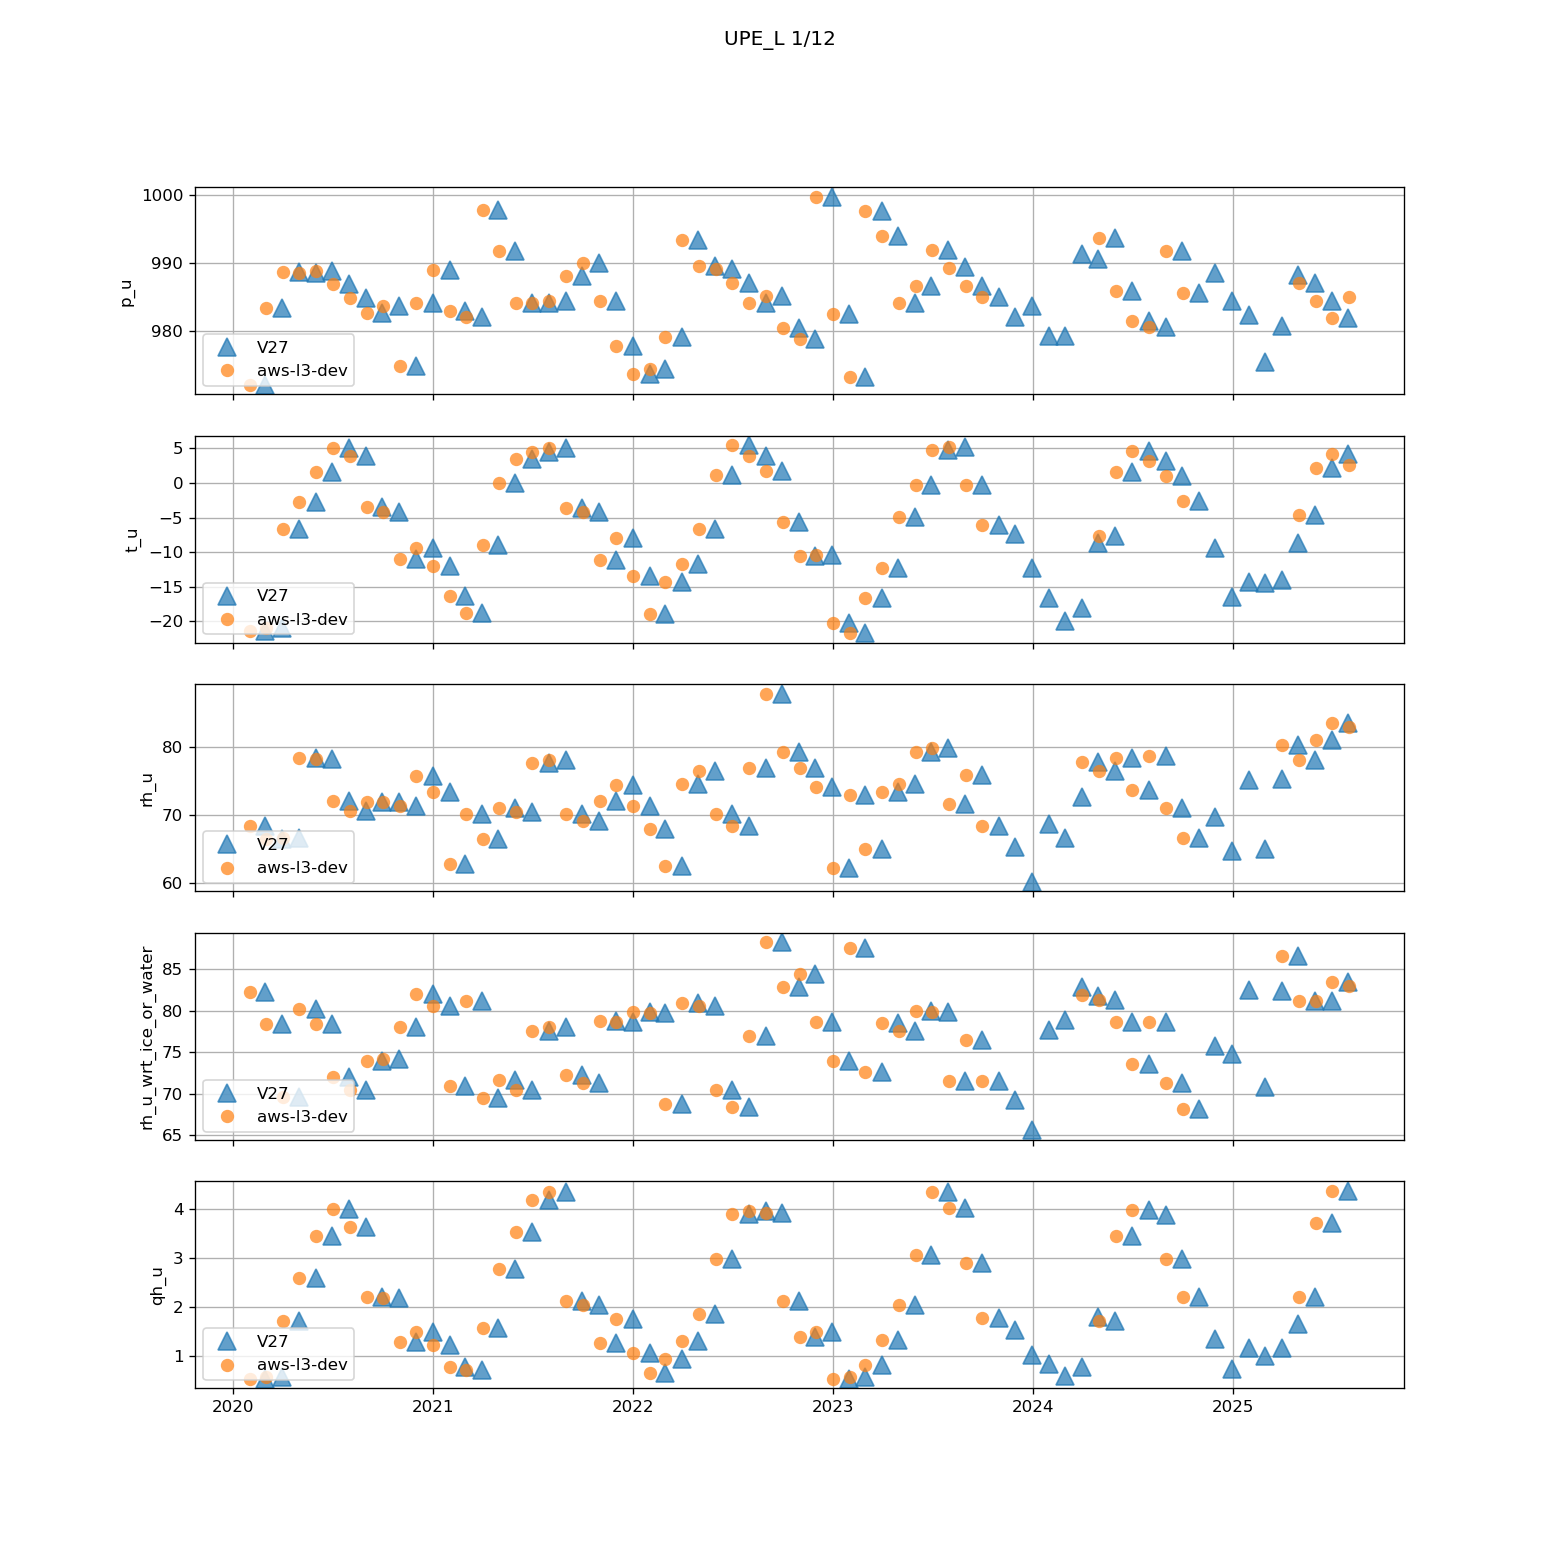 UPE_L 1/12
1000
990
980
p_u
V27
aws-l3-dev
5
0
−5
−10
−15
−20
t_u
V27
aws-l3-dev
80
70
60
rh_u
V27
aws-l3-dev
85
80
75
70
65
rh_u_wrt_ice_or_water
V27
aws-l3-dev
4
3
2
1
qh_u
V27
aws-l3-dev
2020 2021 2022 2023 2024 2025